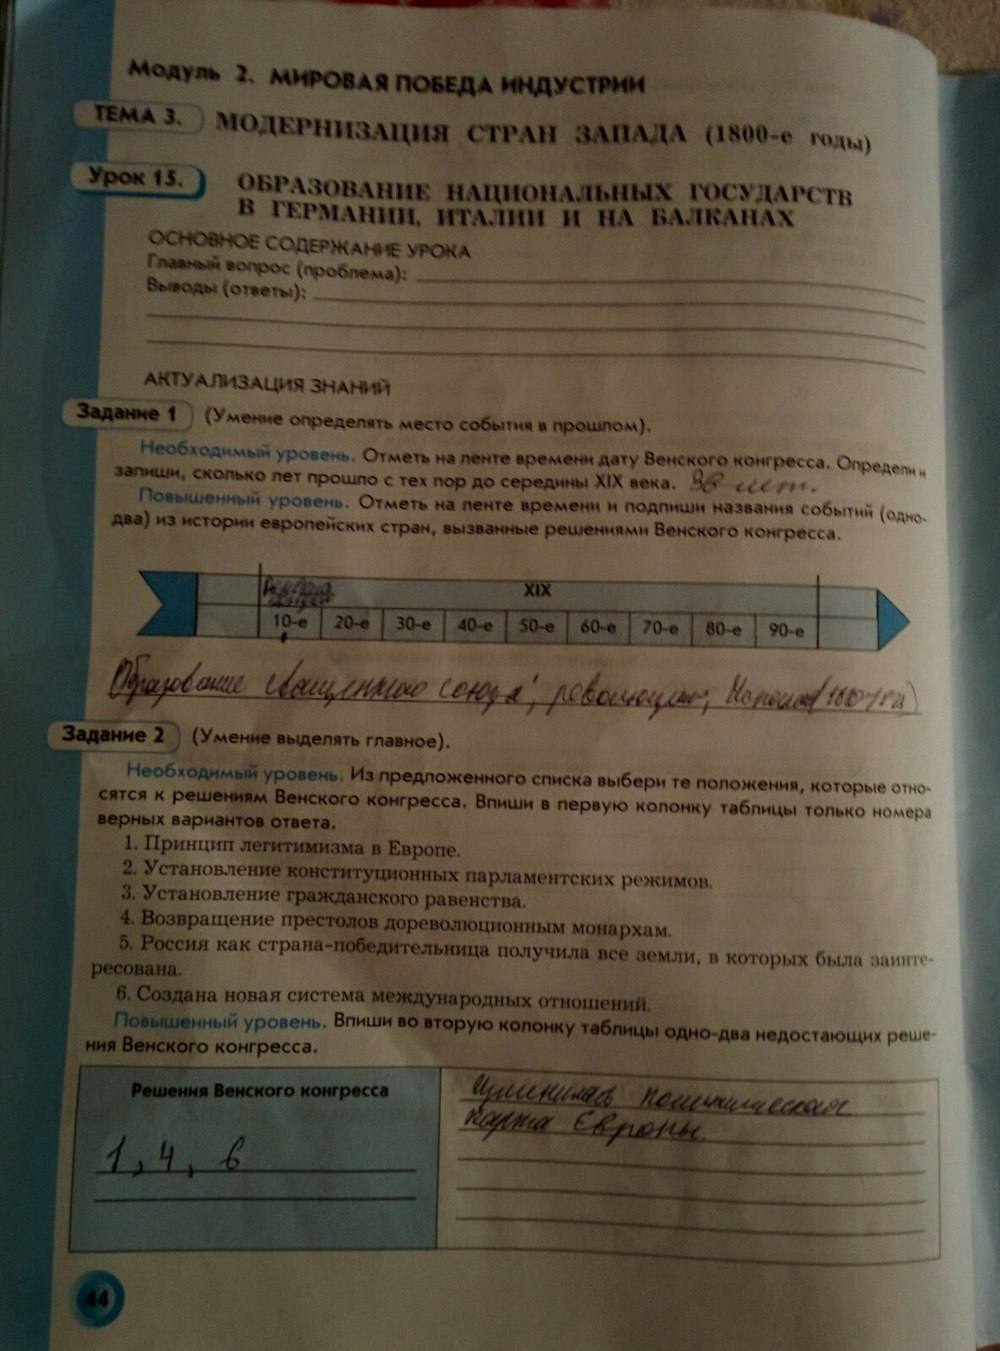 Модуль 2. МИРОВАЯ ПОБЕДА ИНДУСТРИИ
ТЕМА 3. МОДЕРНИЗАЦИЯ СТРАН ЗАПАДА (1800-е годы)
Урок 15. ОБРАЗОВАНИЕ НАЦИОНАЛЬНЫХ ГОСУДАРСТВ
В ГЕРМАНИИ, ИТАЛИИ И НА БАЛКАНАХ
ОСНОВНОЕ СОДЕРЖАНИЕ УРОКА
Главный вопрос (проблема):
Выводы (ответы):
АКТУАЛИЗАЦИЯ ЗНАНИЙ
Задание 1 (Умение определять место события в прошлом).
Необходимый уровень. Отметь на ленте времени дату Венского конгресса. Определи и
запиши, сколько лет прошло с тех пор до середины XIX века. лет.
Повышенный уровень. Отметь на ленте времени и подпиши названия событий (одно-
два) из истории европейских стран, вызванные решениями Венского конгресса.
XIX
10-е 20-е 30-е 40-е 50-е 60-е 70-е 80-е 90-е
Образование священного союза; революция;
Задание 2 (Умение выделять главное).
Необходимый уровень. Из предложенного списка выбери те положения, которые отно-
сятся к решениям Венского конгресса. Впиши в первую колонку таблицы только номера
верных вариантов ответа.
1. Принцип легитимизма в Европе.
2. Установление конституционных парламентских режимов.
3. Установление гражданского равенства.
4. Возвращение престолов дореволюционным монархам.
5. Россия как страна-победительница получила все земли, в которых была заинте-
ресована.
6. Создана новая система международных отношений.
Повышенный уровень. Впиши во вторую колонку таблицы одно-два недостающих реше-
ния Венского конгресса.
Решения Венского конгресса
1, 4, 6
Изменилась политическая
карта Европы.
44